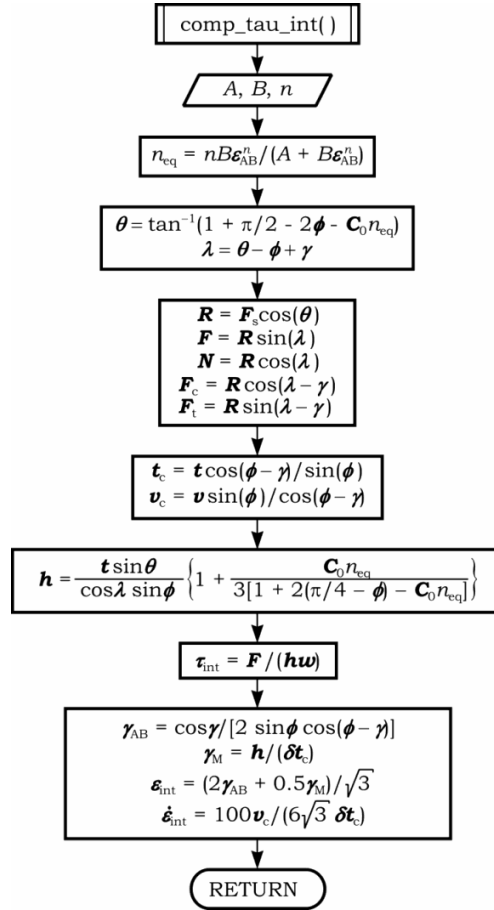 comp_tau_int( )
A, B, n
n_eq = nBε_AB^n/(A + Bε_AB^n)
θ = tan⁻¹(1 + π/2 - 2ϕ - C₀n_eq)
λ = θ – ϕ + γ
R = F_s cos(θ)
F = R sin(λ)
N = R cos(λ)
F_c = R cos(λ – γ)
F_t = R sin(λ – γ)
t_c = t cos(ϕ – γ)/sin(ϕ)
v_c = v sin(ϕ)/cos(ϕ – γ)
h = (t sinθ)/(cosλ sinϕ) {1 + (C₀n_eq)/(3[1 + 2(π/4 – ϕ) – C₀n_eq])}
τ_int = F/(hw)
γ_AB = cosγ/[2 sinϕ cos(ϕ – γ)]
γ_M = h/(δt_c)
ε_int = (2γ_AB + 0.5γ_M)/√3
ε̇_int = 100v_c/(6√3 δt_c)
RETURN